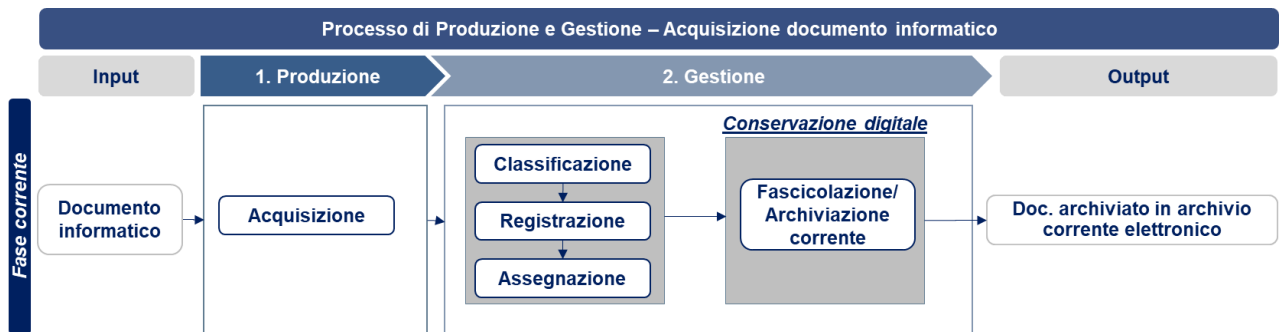 Processo di Produzione e Gestione – Acquisizione documento informatico
Input
1. Produzione
2. Gestione
Output
Fase corrente
Documento
informatico
Acquisizione
Classificazione
Registrazione
Assegnazione
Conservazione digitale
Fascicolazione/
Archiviazione
corrente
Doc. archiviato in archivio
corrente elettronico